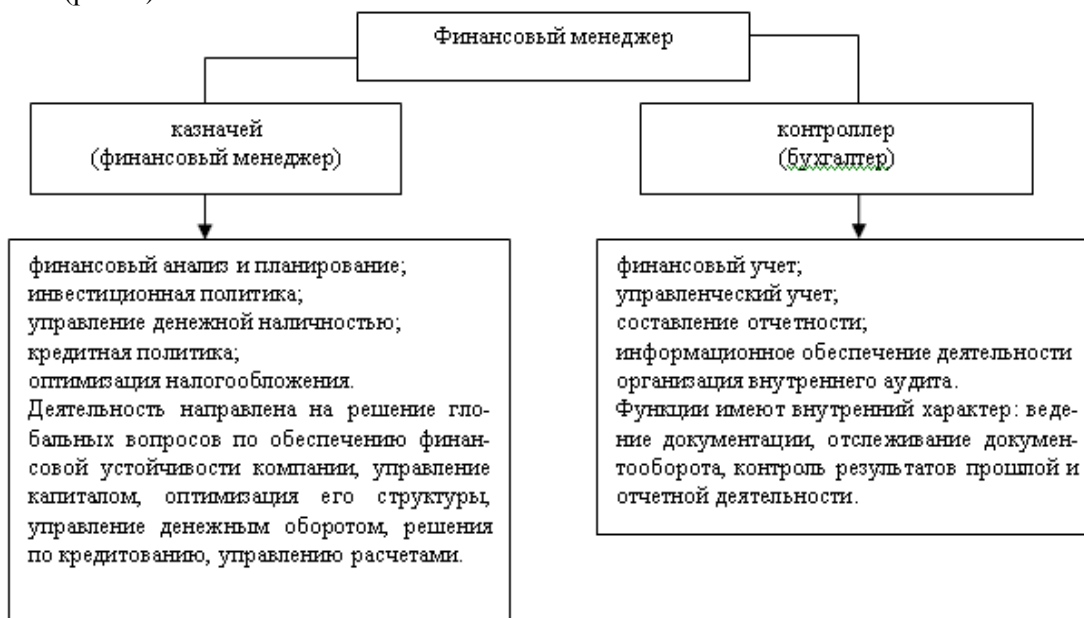 Финансовый менеджер
казначей
(финансовый менеджер)
контроллер
(бухгалтер)
финансовый анализ и планирование;
инвестиционная политика;
управление денежной наличностью;
кредитная политика;
оптимизация налогообложения.
Деятельность направлена на решение гло-
бальных вопросов по обеспечению финан-
совой устойчивости компании, управление
капиталом, оптимизация его структуры,
управление денежным оборотом, решения
по кредитованию, управлению расчетами.
финансовый учет;
управленческий учет;
составление отчетности;
информационное обеспечение деятельности
организация внутреннего аудита.
Функции имеют внутренний характер: веде-
ние документации, отслеживание докумен-
тооборота, контроль результатов прошлой и
отчетной деятельности.